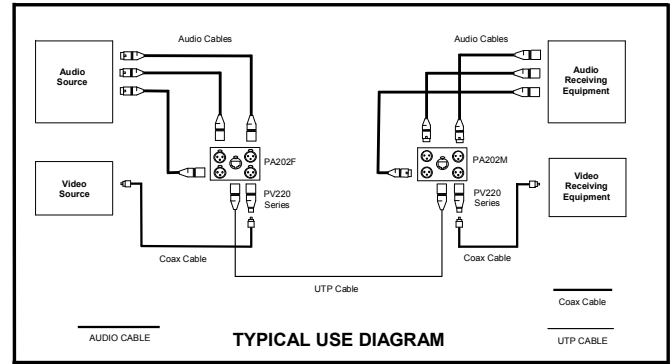 Audio Cables
Audio Cables
Audio
Source
Audio
Receiving
Equipment
PA202F
PA202M
Video
Source
PV220
Series
PV220
Series
Video
Receiving
Equipment
Coax Cable
Coax Cable
UTP Cable
Coax Cable
AUDIO CABLE
TYPICAL USE DIAGRAM
UTP CABLE